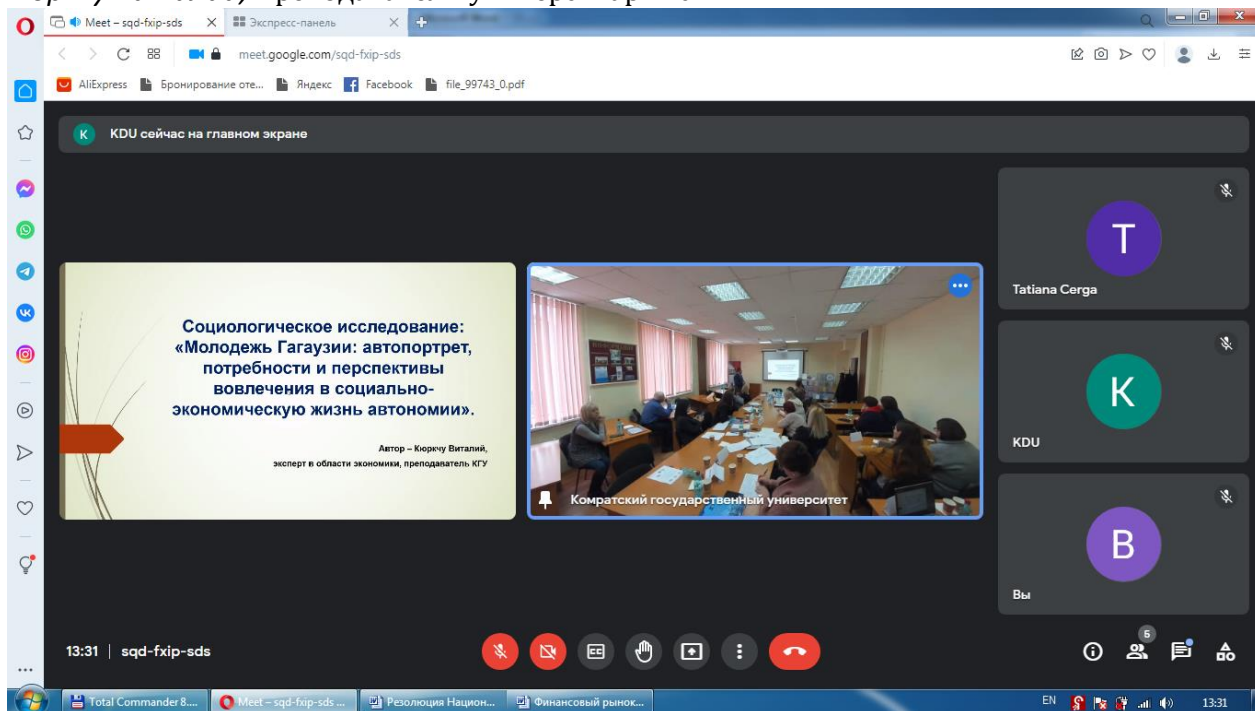 Meet – sqd-fxip-sds
Экспресс-панель
meet.google.com/sqd-fxip-sds
AliExpress Бронирование оте... Яндекс Facebook file_99743_0.pdf
K KDU сейчас на главном экране
Социологическое исследование:
«Молодежь Гагаузии: автопортрет,
потребности и перспективы
вовлечения в социально-
экономическую жизнь автономии».
Автор – Кюркчу Виталий,
эксперт в области экономики, преподаватель КГУ
Комратский государственный университет
T
Tatiana Cerga
K
KDU
B
Вы
13:31 | sqd-fxip-sds
CC
5
Total Commander 8....
Meet – sqd-fxip-sds ...
Резолюция Национ...
Финансовый рынок...
EN
13:31